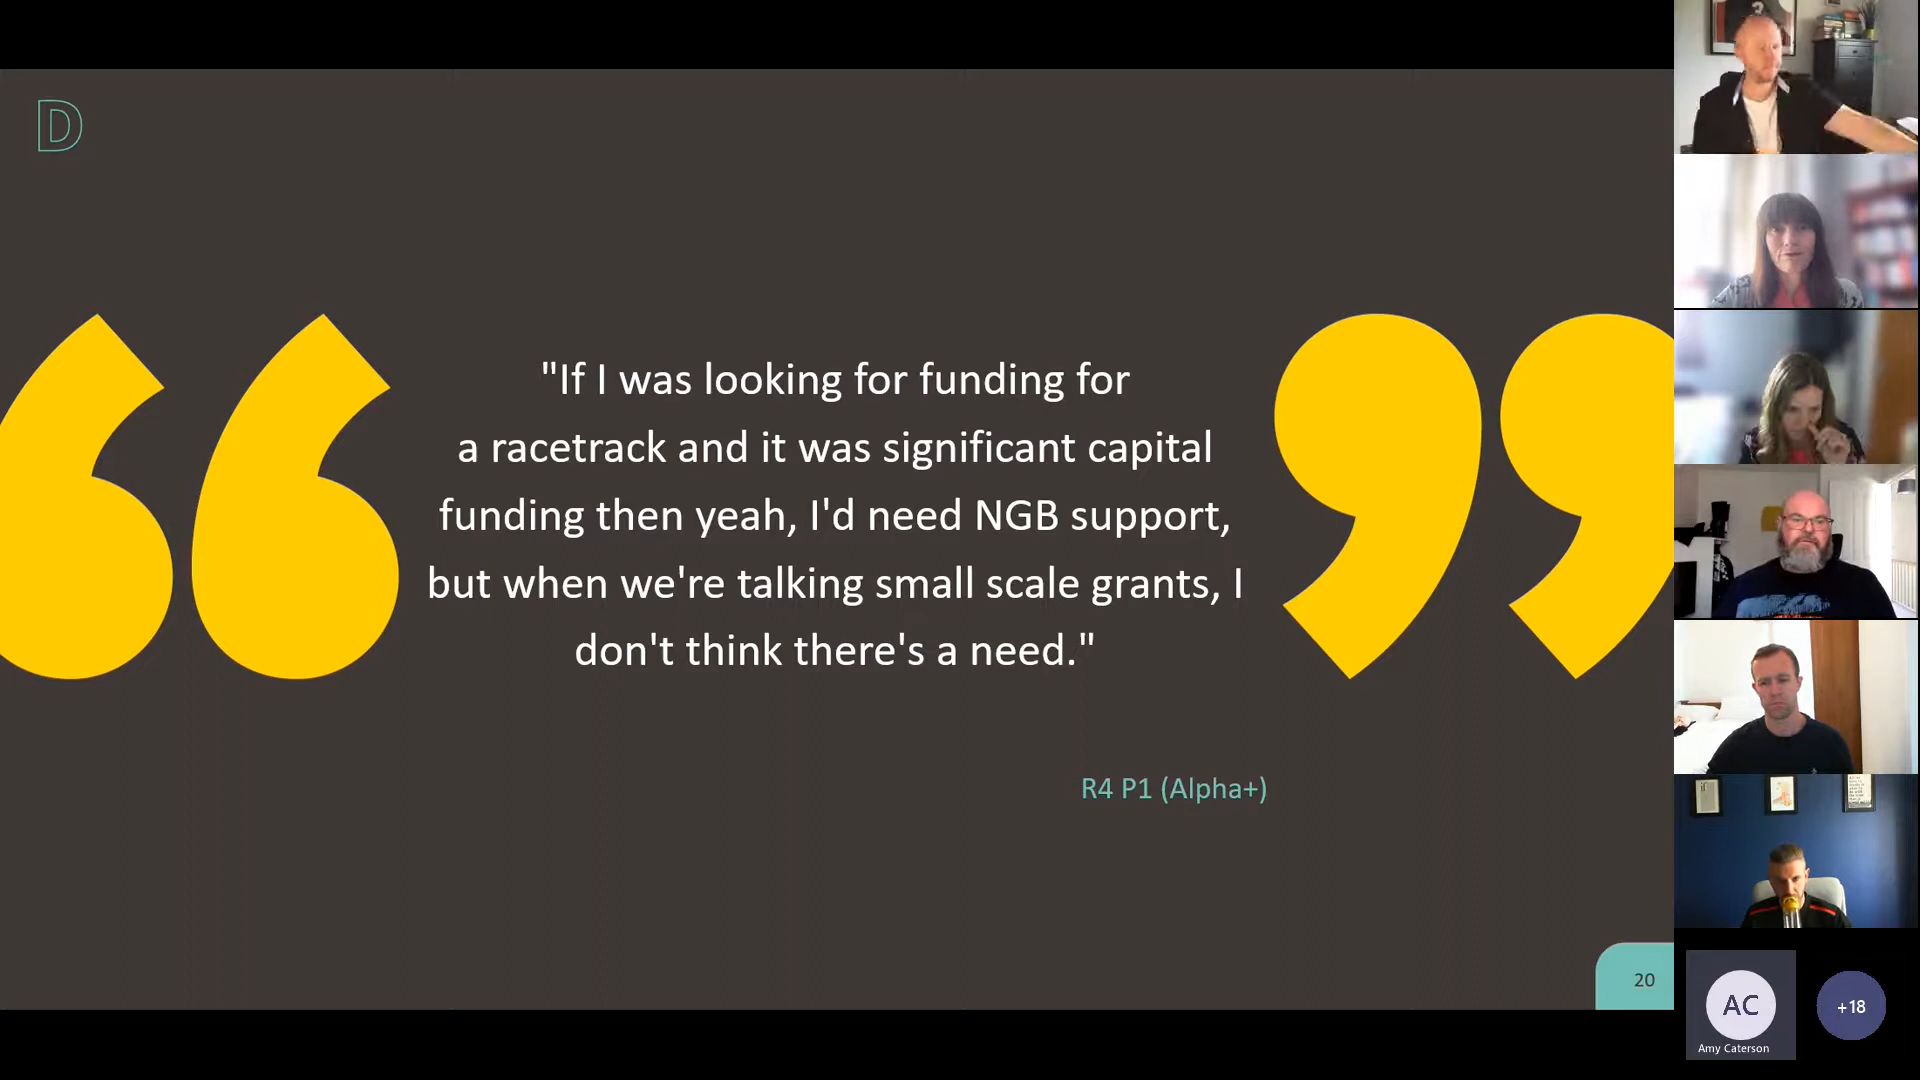 D
"If I was looking for funding for
a racetrack and it was significant capital
funding then yeah, I'd need NGB support,
but when we're talking small scale grants, I
don't think there's a need."
R4 P1 (Alpha+)
20
3
AC
Amy Caterson
+18